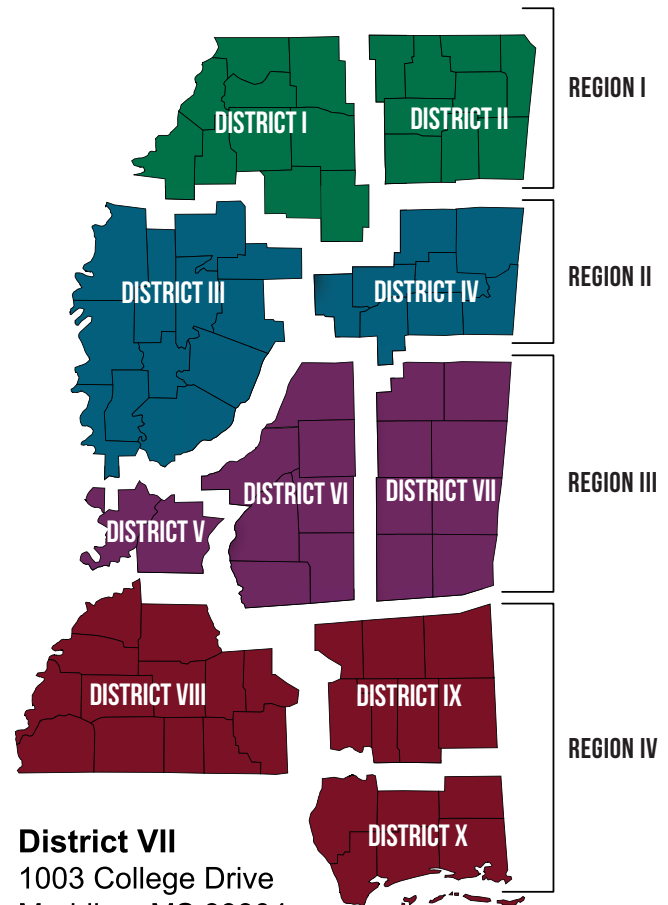 REGION I
DISTRICT I
DISTRICT II
REGION II
DISTRICT III
DISTRICT IV
REGION III
DISTRICT VI
DISTRICT VII
DISTRICT V
REGION IV
DISTRICT VIII
DISTRICT IX
DISTRICT X
District VII
1003 College Drive